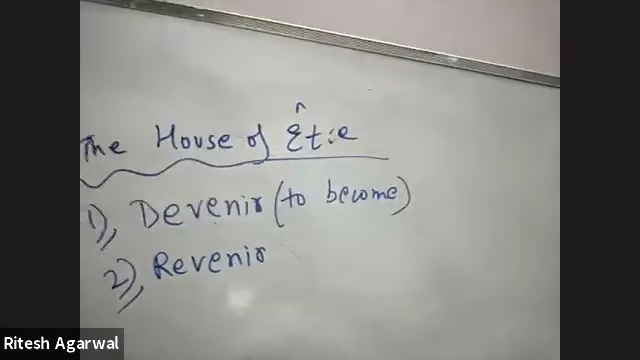 The House of Être
1), Devenir (to become)
2), Revenir
Ritesh Agarwal